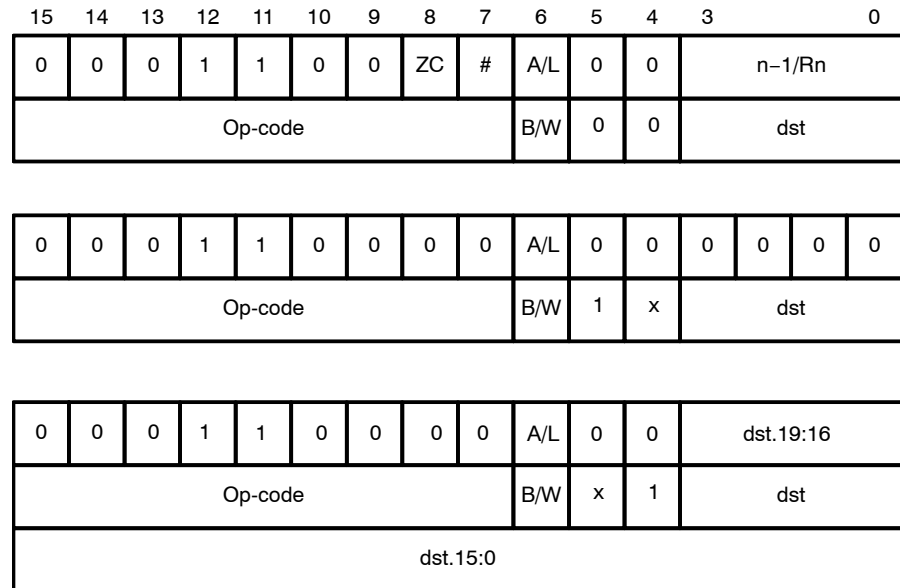 15 14 13 12 11 10 9 8 7 6 5 4 3 0
0 0 0 1 1 0 0 ZC # A/L 0 0 n−1/Rn
Op-code B/W 0 0 dst
0 0 0 1 1 0 0 0 0 A/L 0 0 0 0 0 0
Op-code B/W 1 x dst
0 0 0 1 1 0 0 0 0 A/L 0 0 dst.19:16
Op-code B/W x 1 dst
dst.15:0